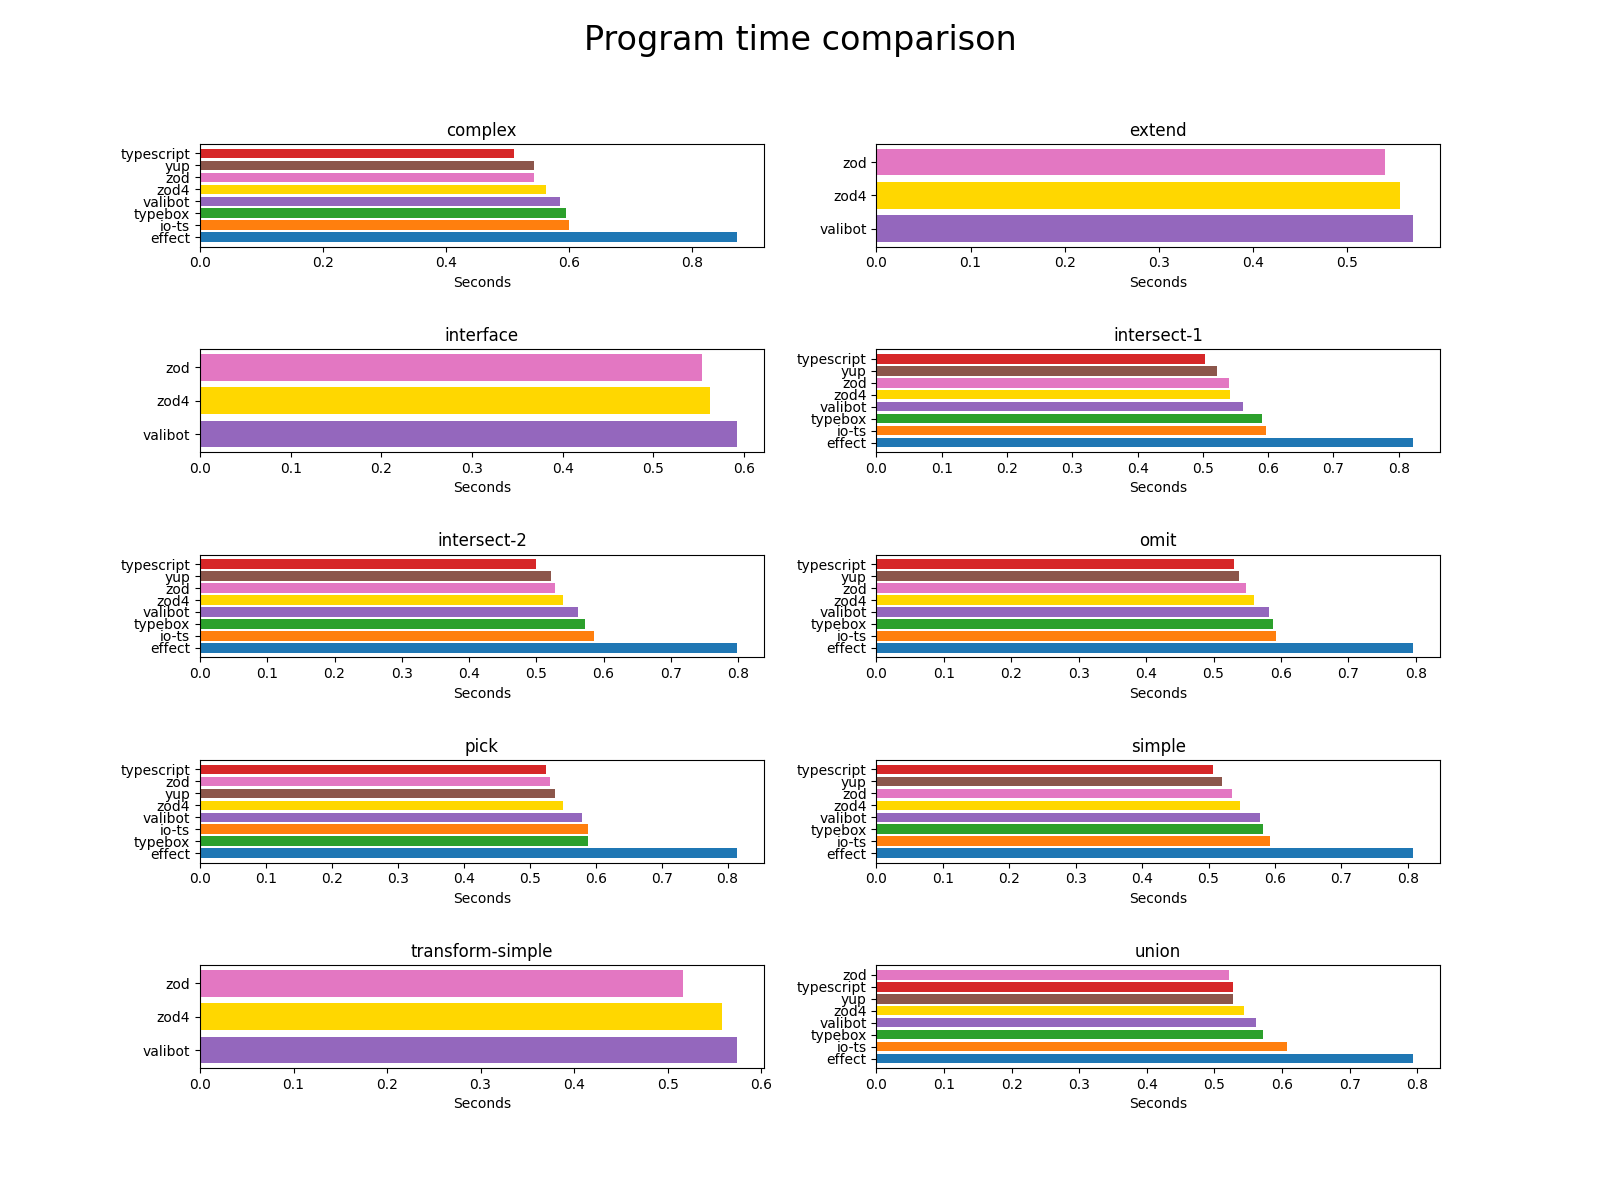 Program time comparison
complex
typescript
yup
zod
zod4
valibot
typebox
io-ts
effect
0.0 0.2 0.4 0.6 0.8
Seconds
extend
zod
zod4
valibot
0.0 0.1 0.2 0.3 0.4 0.5
Seconds
interface
zod
zod4
valibot
0.0 0.1 0.2 0.3 0.4 0.5 0.6
Seconds
intersect-1
typescript
yup
zod
zod4
valibot
typebox
io-ts
effect
0.0 0.1 0.2 0.3 0.4 0.5 0.6 0.7 0.8
Seconds
intersect-2
typescript
yup
zod
zod4
valibot
typebox
io-ts
effect
0.0 0.1 0.2 0.3 0.4 0.5 0.6 0.7 0.8
Seconds
omit
typescript
yup
zod
zod4
valibot
typebox
io-ts
effect
0.0 0.1 0.2 0.3 0.4 0.5 0.6 0.7 0.8
Seconds
pick
typescript
zod
yup
zod4
valibot
io-ts
typebox
effect
0.0 0.1 0.2 0.3 0.4 0.5 0.6 0.7 0.8
Seconds
simple
typescript
yup
zod
zod4
valibot
typebox
io-ts
effect
0.0 0.1 0.2 0.3 0.4 0.5 0.6 0.7 0.8
Seconds
transform-simple
zod
zod4
valibot
0.0 0.1 0.2 0.3 0.4 0.5 0.6
Seconds
union
zod
typescript
yup
zod4
valibot
typebox
io-ts
effect
0.0 0.1 0.2 0.3 0.4 0.5 0.6 0.7 0.8
Seconds